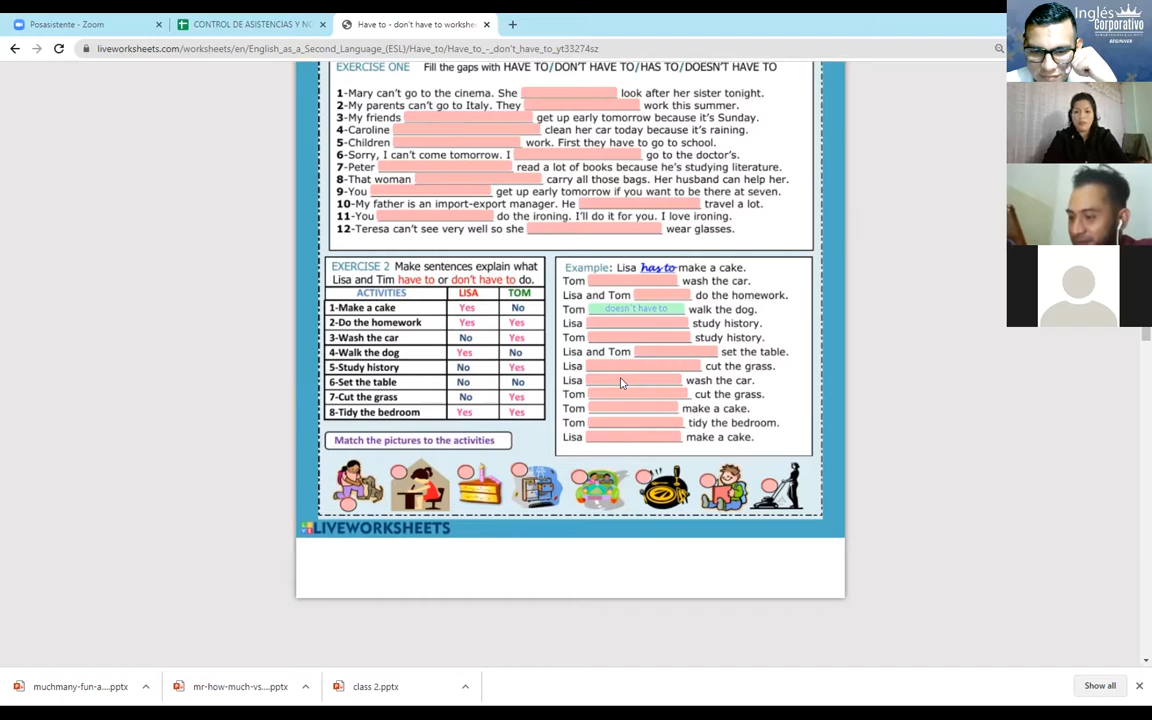 Posasistente - Zoom
CONTROL DE ASISTENCIAS Y NO
Have to - don't have to workshe
liveworksheets.com/worksheets/en/English_as_a_Second_Language_(ESL)/Have_to/Have_to_-_don't_have_to_yt33274sz
Inglés
Corporativo
BEGINNER
EXERCISE ONE Fill the gaps with HAVE TO/DON'T HAVE TO/HAS TO/DOESN'T HAVE TO
1-Mary can't go to the cinema. She look after her sister tonight.
2-My parents can't go to Italy. They work this summer.
3-My friends get up early tomorrow because it's Sunday.
4-Caroline clean her car today because it's raining.
5-Children work. First they have to go to school.
6-Sorry, I can't come tomorrow. I go to the doctor's.
7-Peter read a lot of books because he's studying literature.
8-That woman carry all those bags. Her husband can help her.
9-You get up early tomorrow if you want to be there at seven.
10-My father is an import-export manager. He travel a lot.
11-You do the ironing. I'll do it for you. I love ironing.
12-Teresa can't see very well so she wear glasses.
EXERCISE 2 Make sentences explain what
Lisa and Tim have to or don't have to do.
ACTIVITIES LISA TOM
1-Make a cake Yes No
2-Do the homework Yes Yes
3-Wash the car No Yes
4-Walk the dog Yes No
5-Study history No Yes
6-Set the table No No
7-Cut the grass No Yes
8-Tidy the bedroom Yes Yes
Match the pictures to the activities
Example: Lisa has to make a cake.
Tom wash the car.
Lisa and Tom do the homework.
Tom doesn´t have to walk the dog.
Lisa study history.
Tom study history.
Lisa and Tom set the table.
Lisa cut the grass.
Lisa wash the car.
Tom cut the grass.
Tom make a cake.
Tom tidy the bedroom.
Lisa make a cake.
LIVEWORKSHEETS
muchmany-fun-a....pptx
mr-how-much-vs....pptx
class 2.pptx
Show all